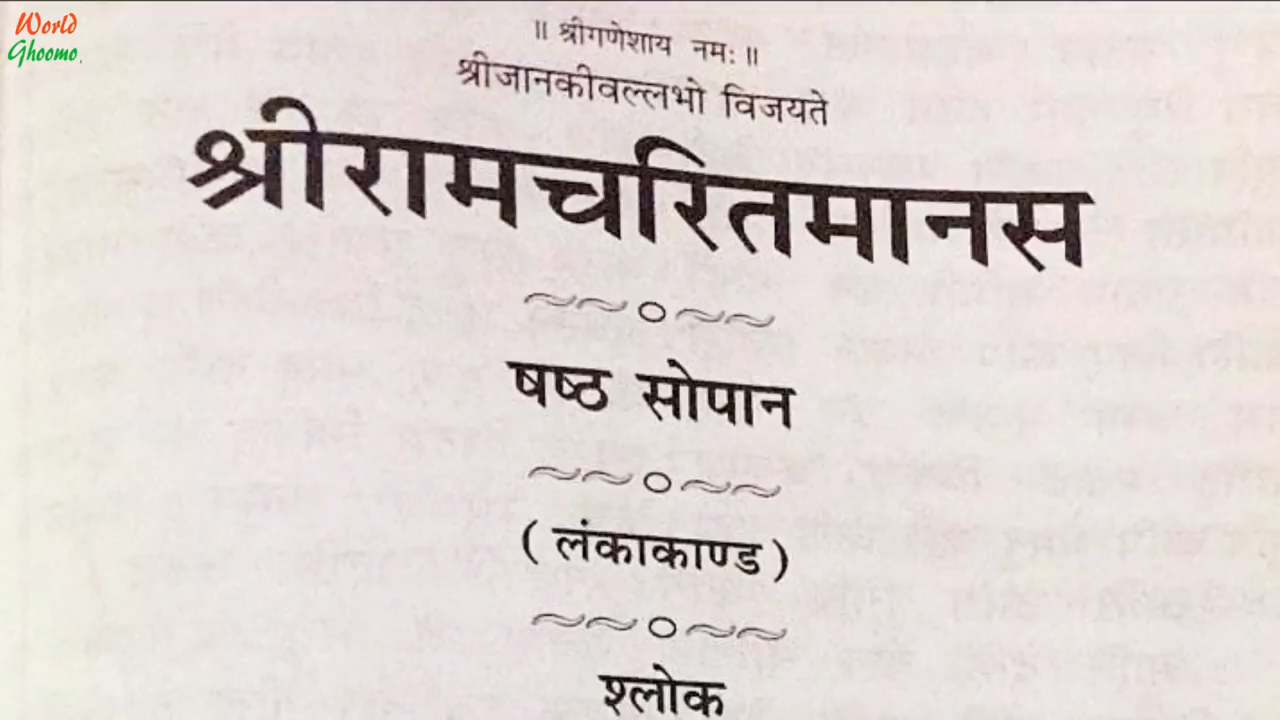 World
Ghoomo.
॥ श्रीगणेशाय नमः ॥
श्रीजानकीवल्लभो विजयते
श्रीरामचरितमानस
षष्ठ सोपान
( लंकाकाण्ड )
श्लोक